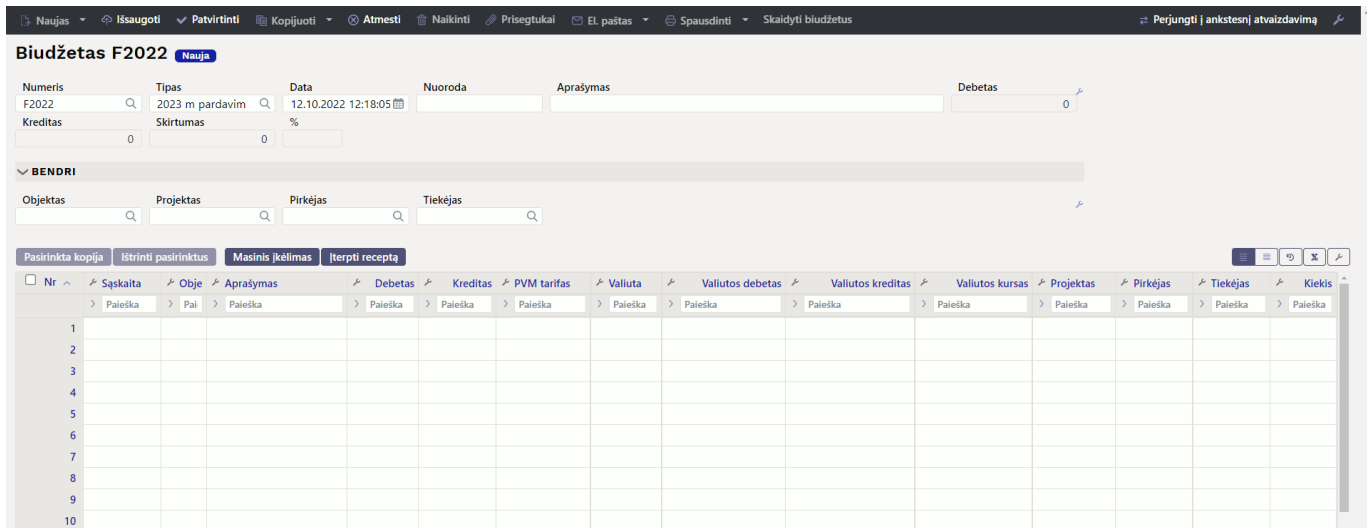 Naujas Išsaugoti Patvirtinti Kopijuoti Atmesti Naikinti Prisegtukai El. paštas Spausdinti Skaidyti biudžetus Perjungti į ankstesnį atvaizdavimą
Biudžetas F2022 Nauja
Numeris Tipas Data Nuoroda Aprašymas Debetas
F2022 2023 m pardavim 12.10.2022 12:18:05 0
Kreditas Skirtumas %
0 0
BENDRI
Objektas Projektas Pirkėjas Tiekėjas
Pasirinkta kopija Ištrinti pasirinktus Masinis įkėlimas Įterpti receptą
Nr Sąskaita Obje Aprašymas Debetas Kreditas PVM tarifas Valiuta Valiutos debetas Valiutos kreditas Valiutos kursas Projektas Pirkėjas Tiekėjas Kiekis
Paieška Pai Paieška Paieška Paieška Paieška Paieška Paieška Paieška Paieška Paieška Paieška Paieška Paieška
1
2
3
4
5
6
7
8
9
10